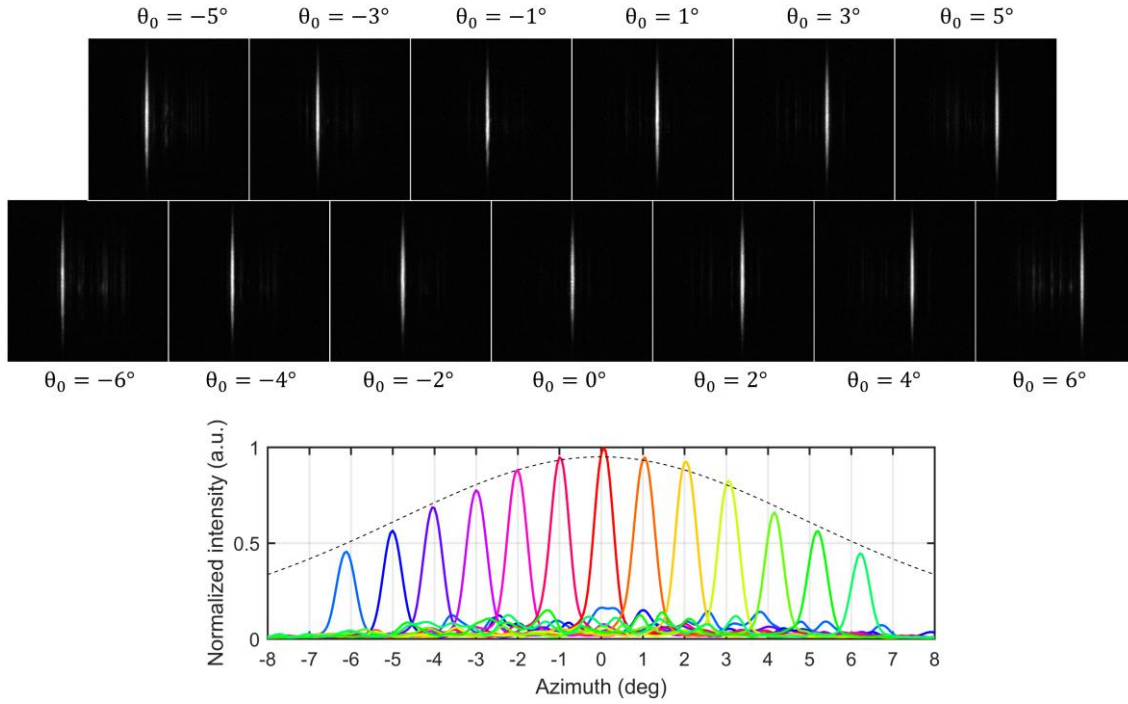 θ₀ = −5° θ₀ = −3° θ₀ = −1° θ₀ = 1° θ₀ = 3° θ₀ = 5°
θ₀ = −6° θ₀ = −4° θ₀ = −2° θ₀ = 0° θ₀ = 2° θ₀ = 4° θ₀ = 6°
Normalized intensity (a.u.)
1
0.5
0
-8 -7 -6 -5 -4 -3 -2 -1 0 1 2 3 4 5 6 7 8
Azimuth (deg)